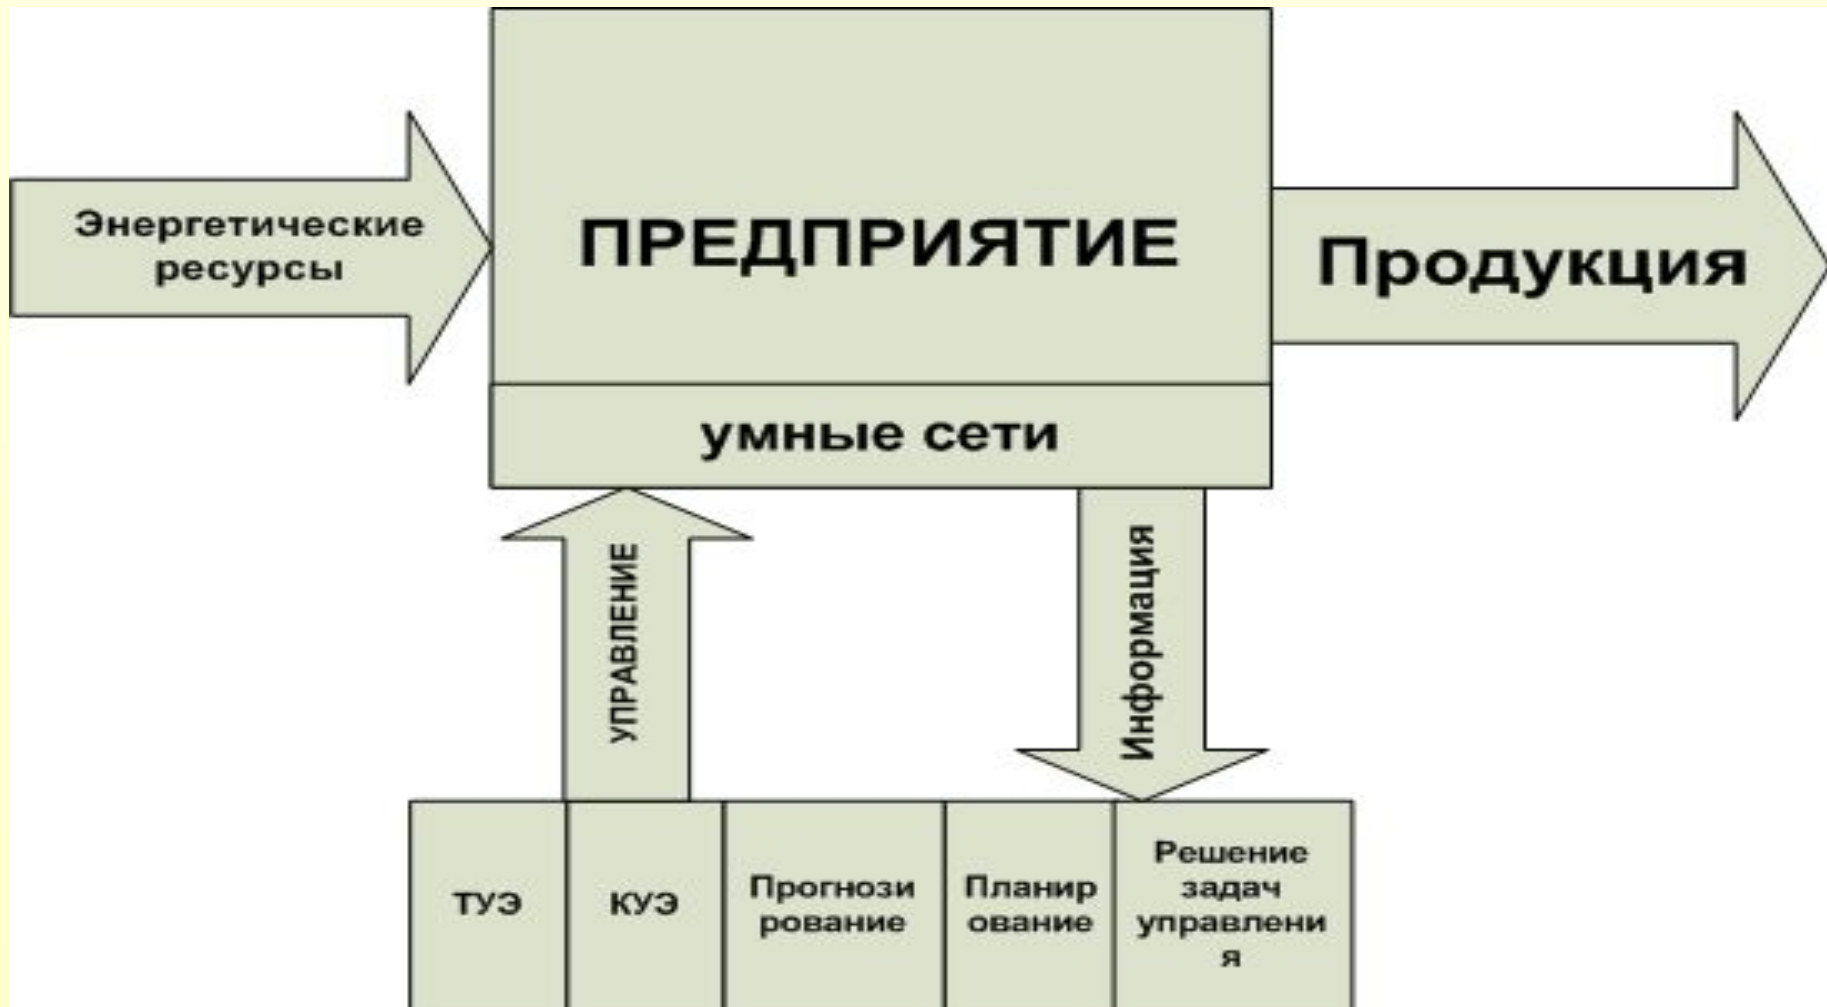 Энергетические
ресурсы
ПРЕДПРИЯТИЕ
Продукция
умные сети
УПРАВЛЕНИЕ
Информация
ТУЭ
КУЭ
Прогнози
рование
Планир
ование
Решение
задач
управлени
я